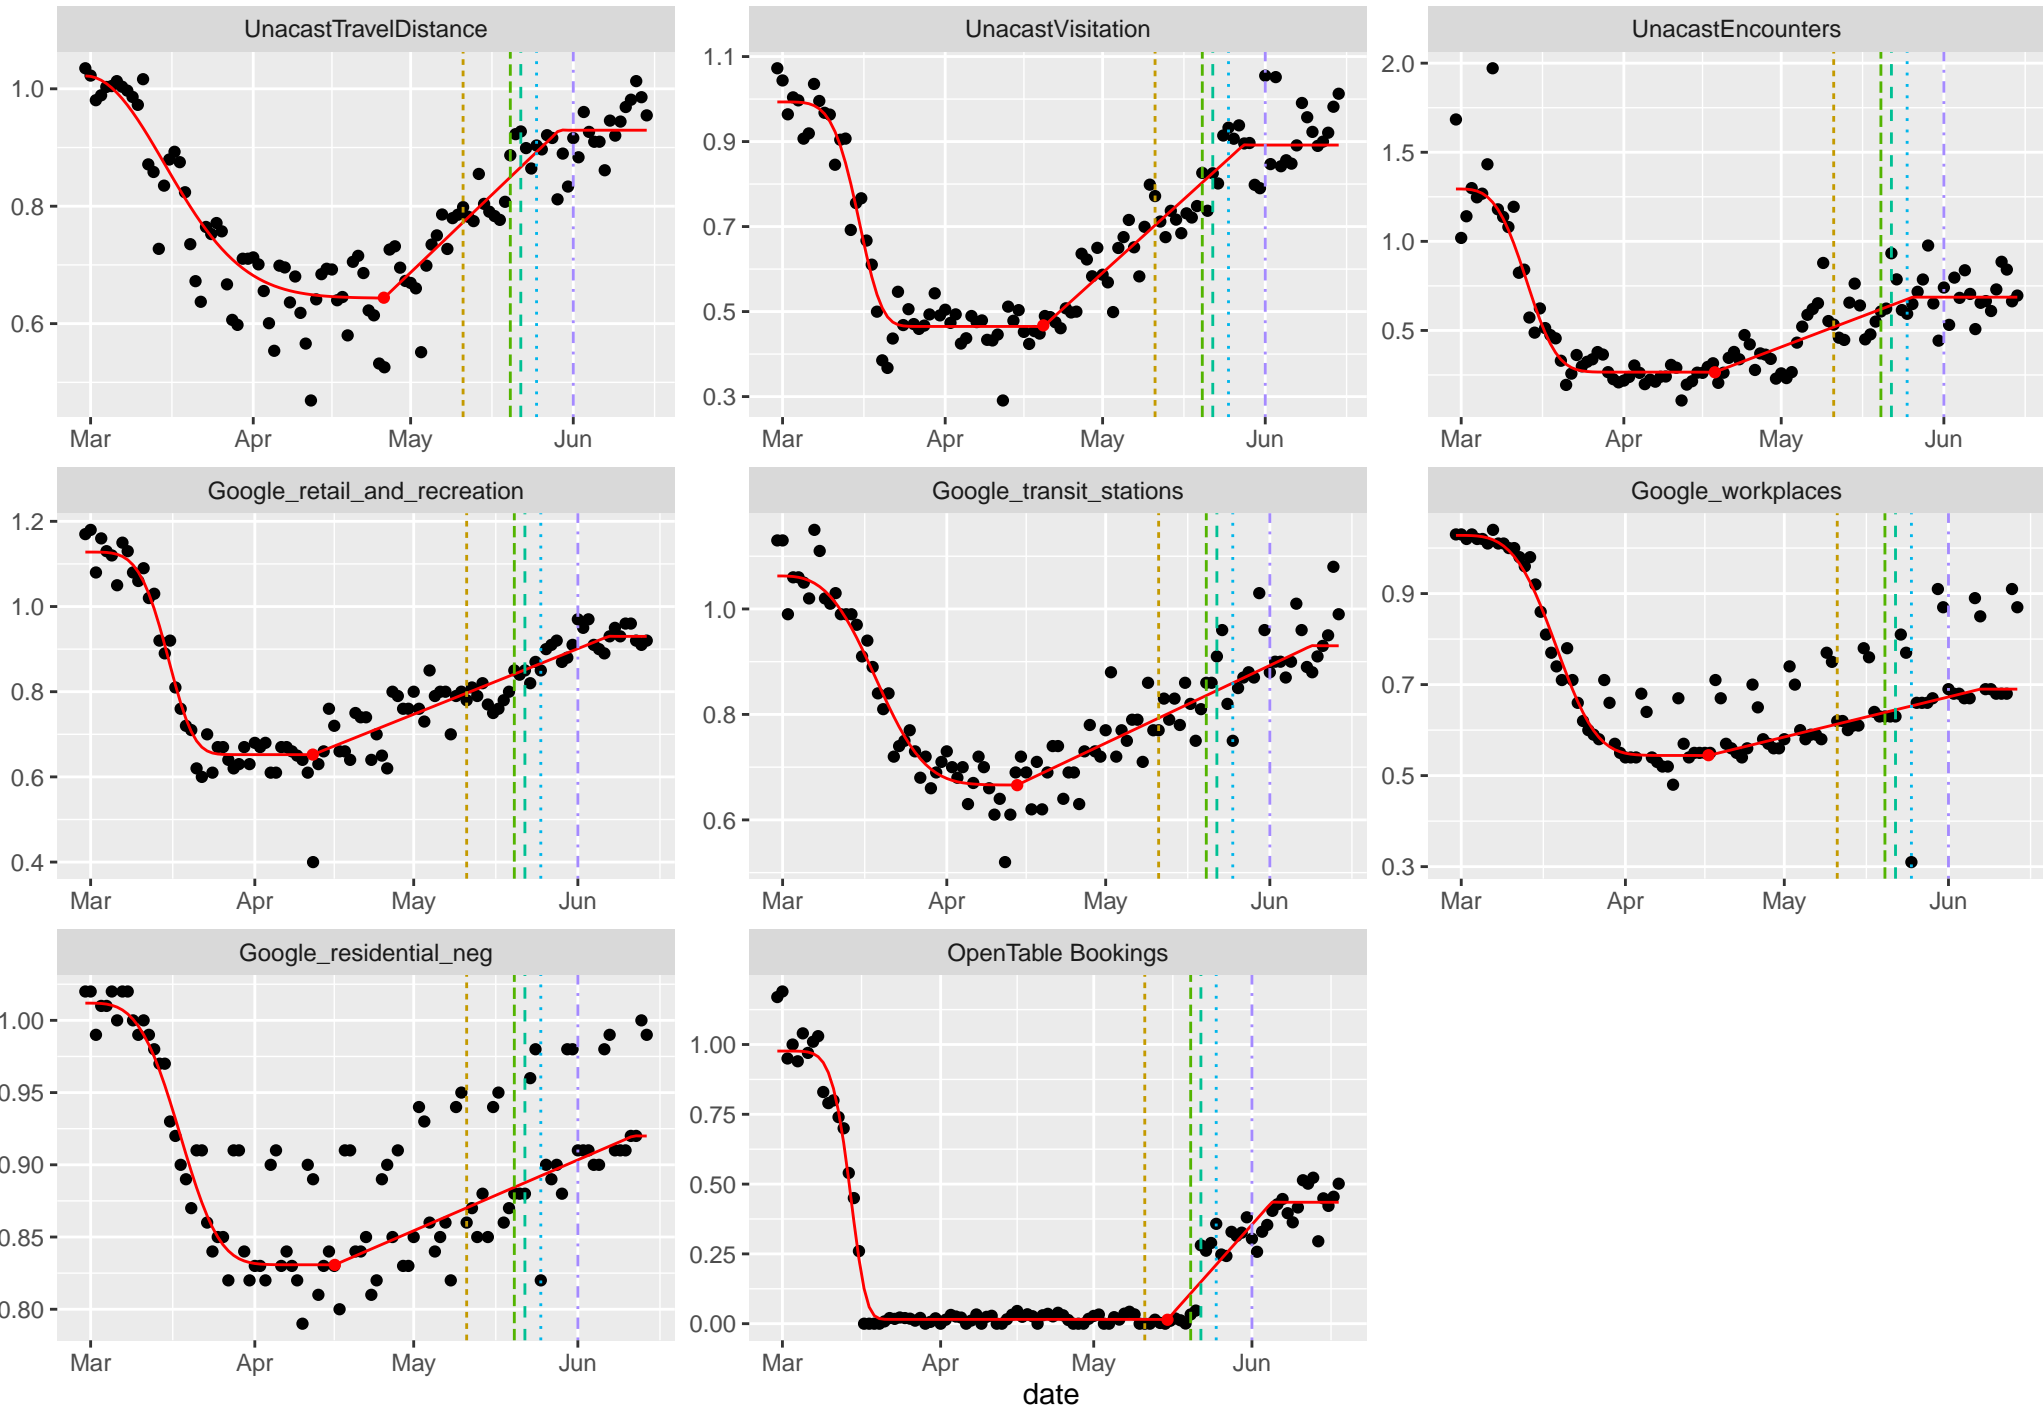 UnacastTravelDistance UnacastVisitation UnacastEncounters
1.0
0.8
0.6
Mar Apr May Jun
1.1
0.9
0.7
0.5
0.3
Mar Apr May Jun
2.0
1.5
1.0
0.5
Mar Apr May Jun
Google_retail_and_recreation Google_transit_stations Google_workplaces
1.2
1.0
0.8
0.6
0.4
Mar Apr May Jun
1.0
0.8
0.6
Mar Apr May Jun
0.9
0.7
0.5
0.3
Mar Apr May Jun
Google_residential_neg OpenTable Bookings
1.00
0.95
0.90
0.85
0.80
Mar Apr May Jun
1.00
0.75
0.50
0.25
0.00
Mar Apr May Jun
date